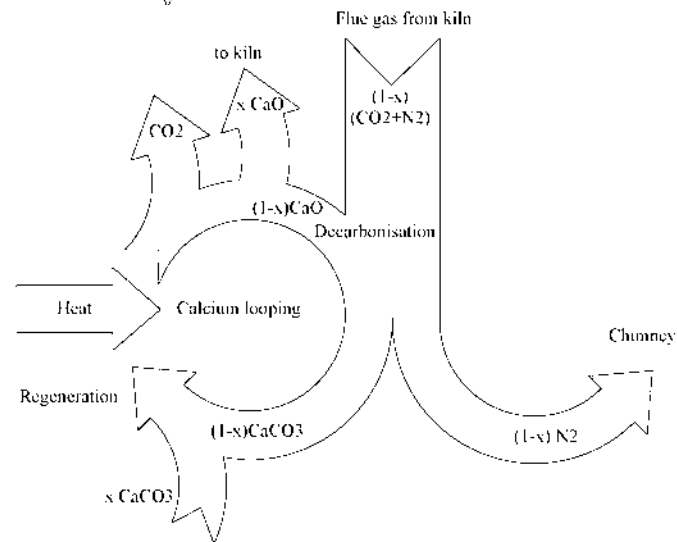 Flue gas from kiln
to kiln
x CaO
(1-x)
(CO2+N2)
CO2
(1-x)CaO
Decarbonisation
Heat
Calcium looping
Chimney
Regeneration
(1-x)CaCO3
(1-x) N2
x CaCO3